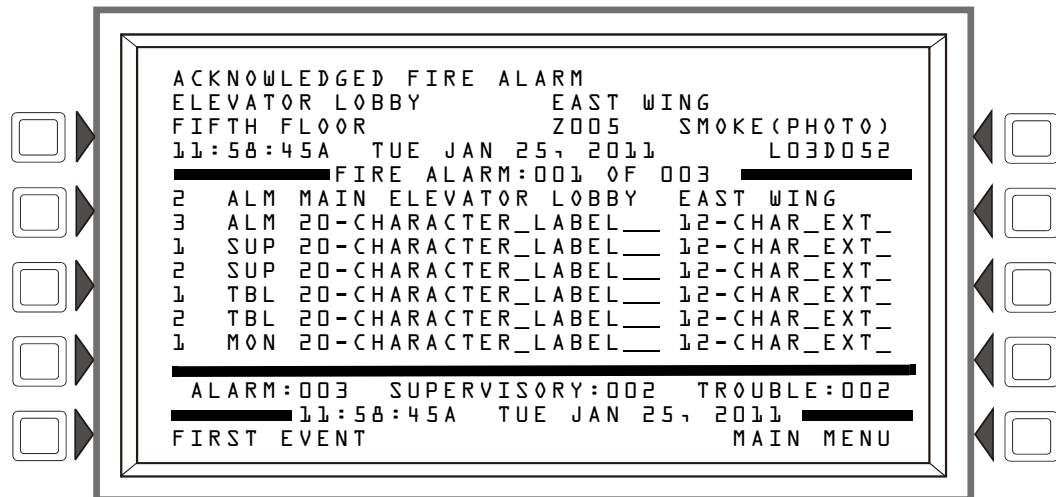 ACKNOWLEDGED FIRE ALARM
ELEVATOR LOBBY EAST WING
FIFTH FLOOR Z005 SMOKE(PHOTO)
11:58:45A TUE JAN 25, 2011 L03D052
FIRE ALARM:001 OF 003
2 ALM MAIN ELEVATOR LOBBY EAST WING
3 ALM 20-CHARACTER_LABEL___ 12-CHAR_EXT_
1 SUP 20-CHARACTER_LABEL___ 12-CHAR_EXT_
2 SUP 20-CHARACTER_LABEL___ 12-CHAR_EXT_
1 TBL 20-CHARACTER_LABEL___ 12-CHAR_EXT_
2 TBL 20-CHARACTER_LABEL___ 12-CHAR_EXT_
1 MON 20-CHARACTER_LABEL___ 12-CHAR_EXT_
ALARM:003 SUPERVISORY:002 TROUBLE:002
11:58:45A TUE JAN 25, 2011
FIRST EVENT MAIN MENU